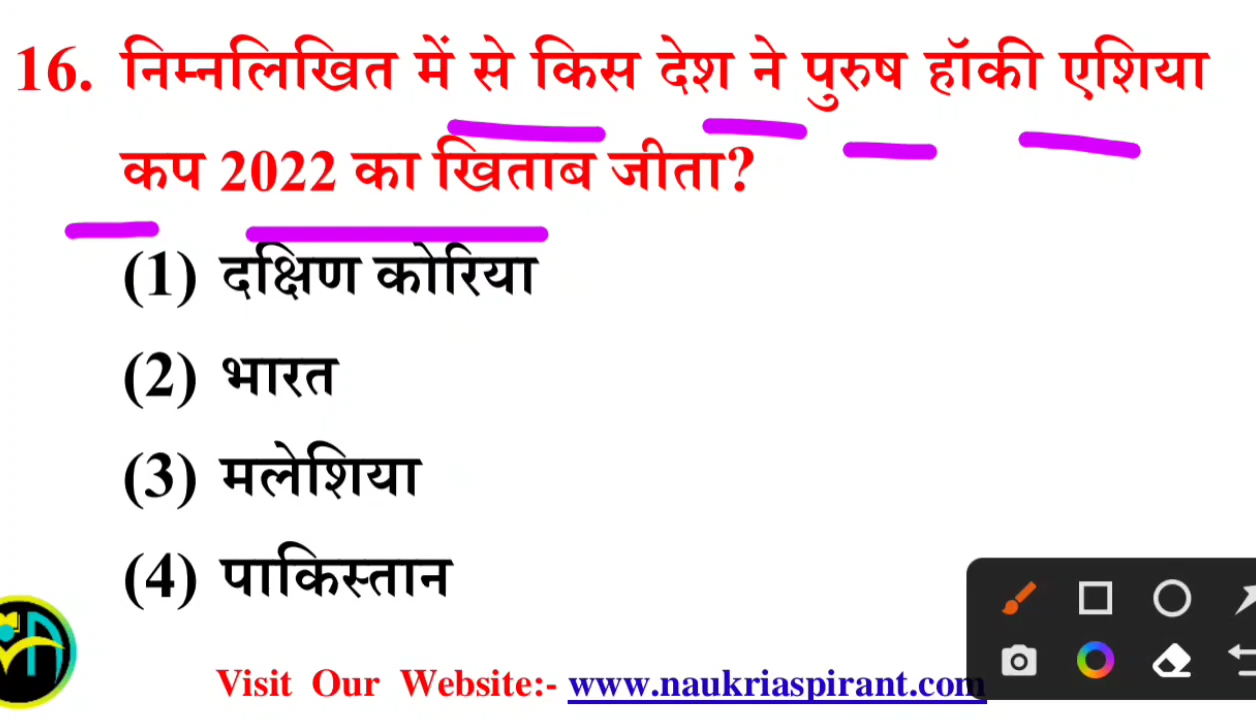 16. निम्नलिखित में से किस देश ने पुरुष हॉकी एशिया
कप 2022 का खिताब जीता?
(1) दक्षिण कोरिया
(2) भारत
(3) मलेशिया
(4) पाकिस्तान
Visit Our Website:- www.naukriaspirant.com